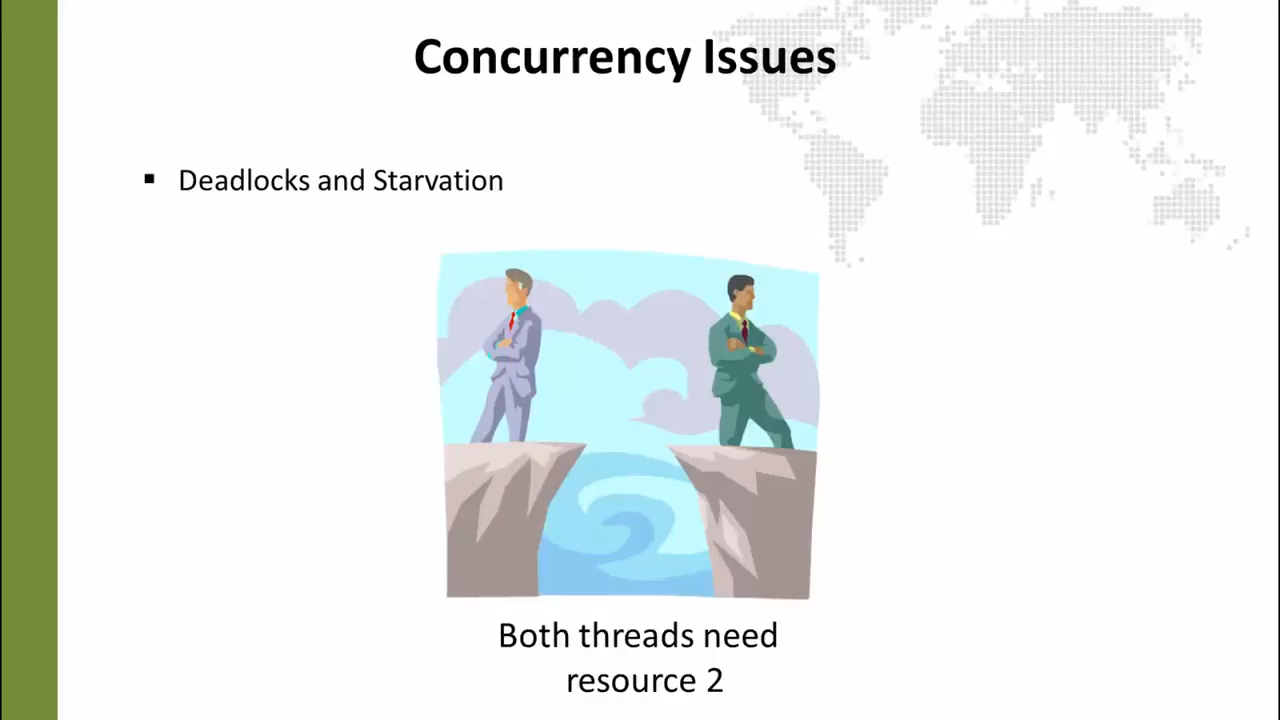 Concurrency Issues
▪ Deadlocks and Starvation
Both threads need
resource 2